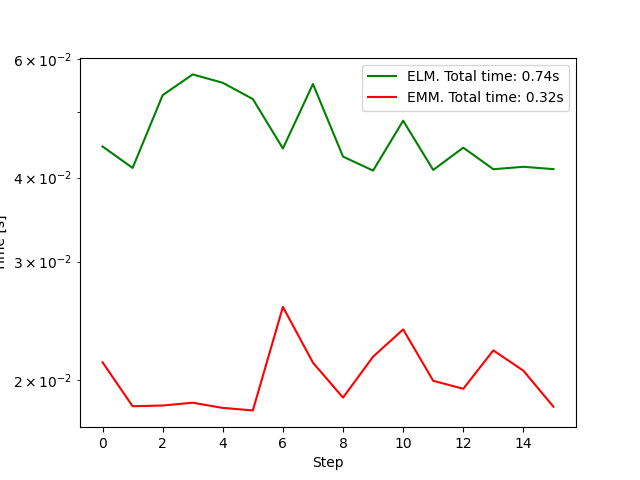 6 × 10⁻²
4 × 10⁻²
3 × 10⁻²
2 × 10⁻²
Time [s]
ELM. Total time: 0.74s
EMM. Total time: 0.32s
0 2 4 6 8 10 12 14
Step